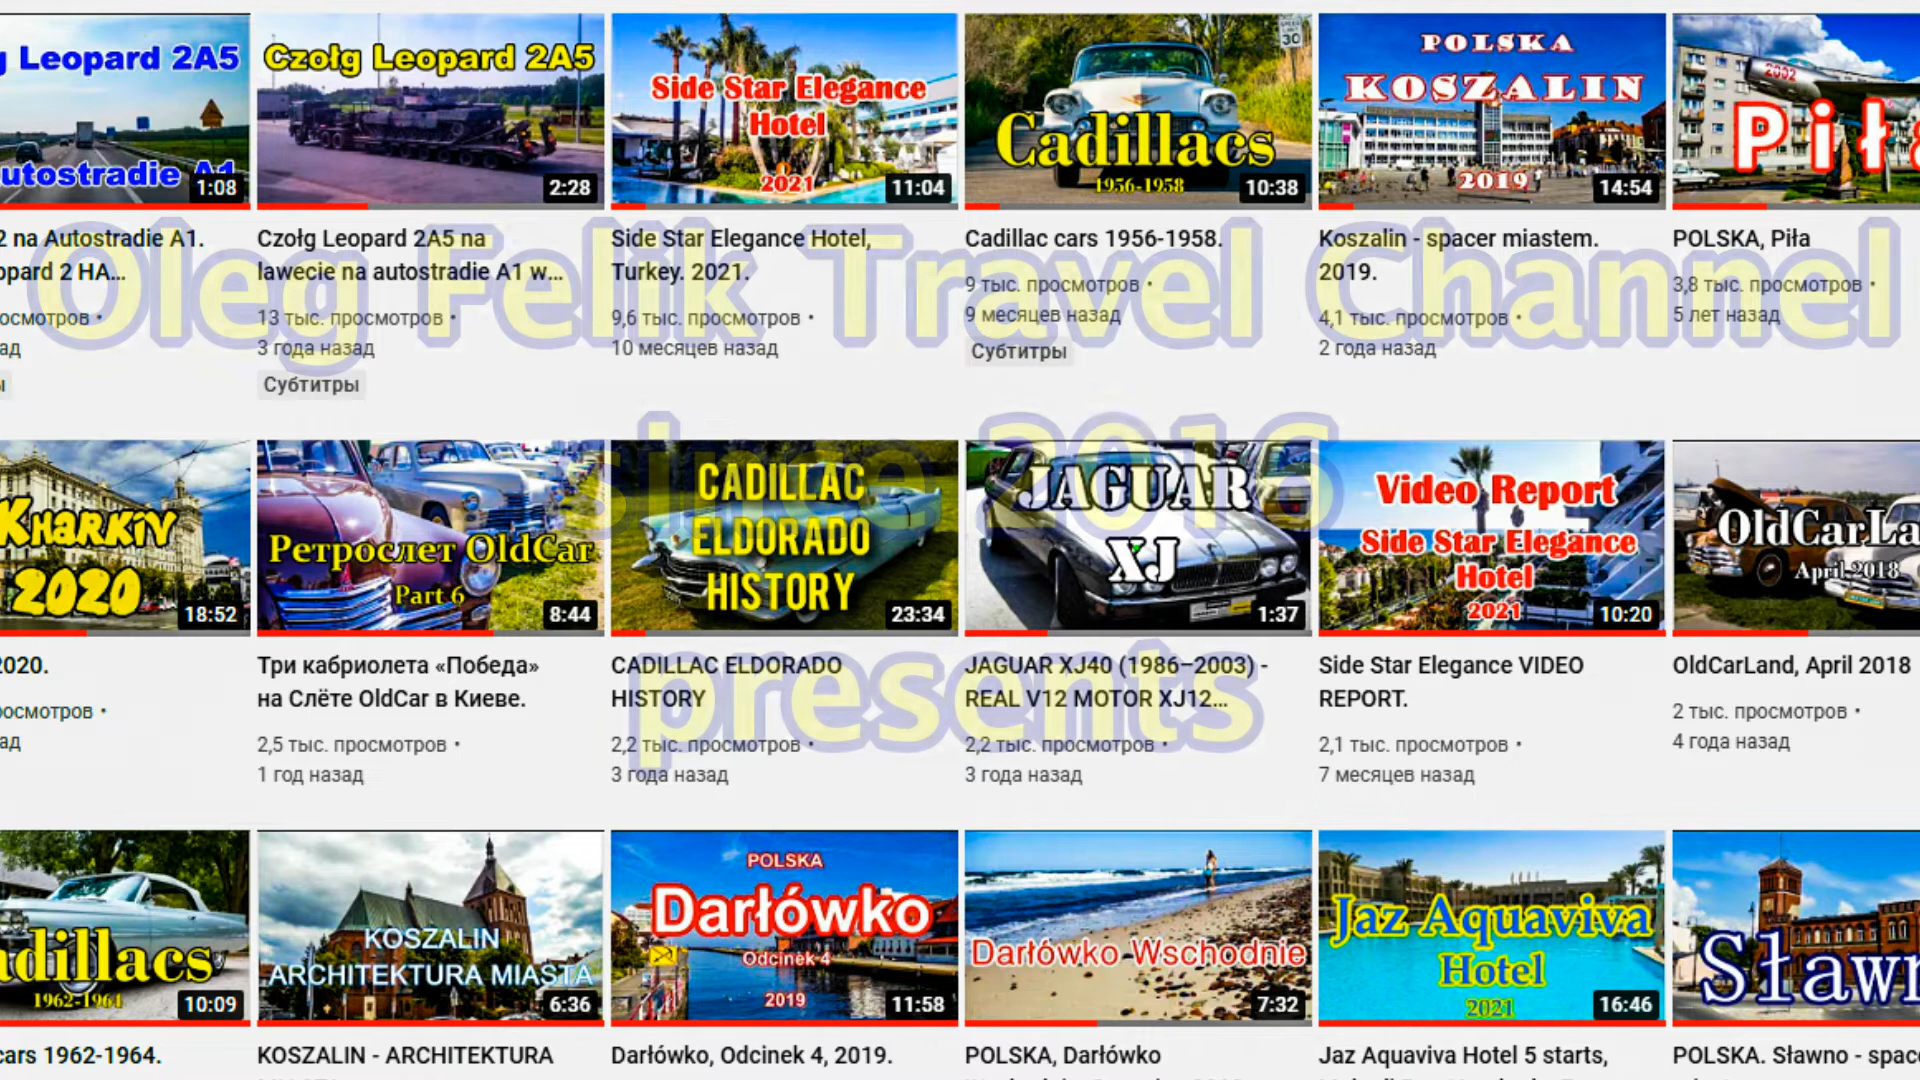 g Leopard 2A5
utostradie A1
1:08
Czołg Leopard 2A5
2:28
Side Star Elegance
Hotel
2021
11:04
SPEED
LIMIT
30
Cadillacs
1956-1958
10:38
POLSKA
KOSZALIN
2019
14:54
2002
Piła
2 na Autostradie A1.
opard 2 HA...
осмотров •
ад
ы
Czołg Leopard 2A5 na
lawecie na autostradie A1 w...
13 тыс. просмотров •
3 года назад
Субтитры
Side Star Elegance Hotel,
Turkey. 2021.
9,6 тыс. просмотров •
10 месяцев назад
Cadillac cars 1956-1958.
9 тыс. просмотров •
9 месяцев назад
Субтитры
Koszalin - spacer miastem.
2019.
4,1 тыс. просмотров •
2 года назад
POLSKA, Piła
3,8 тыс. просмотров •
5 лет назад
Oleg Felik Travel Channel
since 2016
presents
Kharkiv
2020
18:52
Ретрослет OldCar
Part 6
8:44
CADILLAC
ELDORADO
HISTORY
23:34
JAGUAR
XJ
1:37
Video Report
Side Star Elegance
Hotel
2021
10:20
OldCarLa
April 2018
2020.
росмотров •
ад
Три кабриолета «Победа»
на Слёте OldCar в Киеве.
2,5 тыс. просмотров •
1 год назад
CADILLAC ELDORADO
HISTORY
2,2 тыс. просмотров •
3 года назад
JAGUAR XJ40 (1986–2003) -
REAL V12 MOTOR XJ12...
2,2 тыс. просмотров •
3 года назад
Side Star Elegance VIDEO
REPORT.
2,1 тыс. просмотров •
7 месяцев назад
OldCarLand, April 2018
2 тыс. просмотров •
4 года назад
adillacs
1962-1964
10:09
KOSZALIN
ARCHITEKTURA MIASTA
6:36
POLSKA
Darłówko
Odcinek 4
2019
11:58
Darłówko Wschodnie
7:32
Jaz Aquaviva
Hotel
2021
16:46
Sławn
cars 1962-1964.
KOSZALIN - ARCHITEKTURA
Darłówko, Odcinek 4, 2019.
POLSKA, Darłówko
Jaz Aquaviva Hotel 5 starts,
POLSKA. Sławno - spac